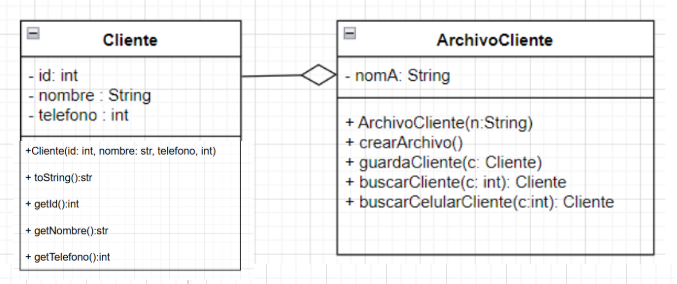 Cliente
- id: int
- nombre : String
- telefono : int
+Cliente(id: int, nombre: str, telefono, int)
+ toString():str
+ getId():int
+ getNombre():str
+ getTelefono():int
ArchivoCliente
- nomA: String
+ ArchivoCliente(n:String)
+ crearArchivo()
+ guardaCliente(c: Cliente)
+ buscarCliente(c: int): Cliente
+ buscarCelularCliente(c:int): Cliente